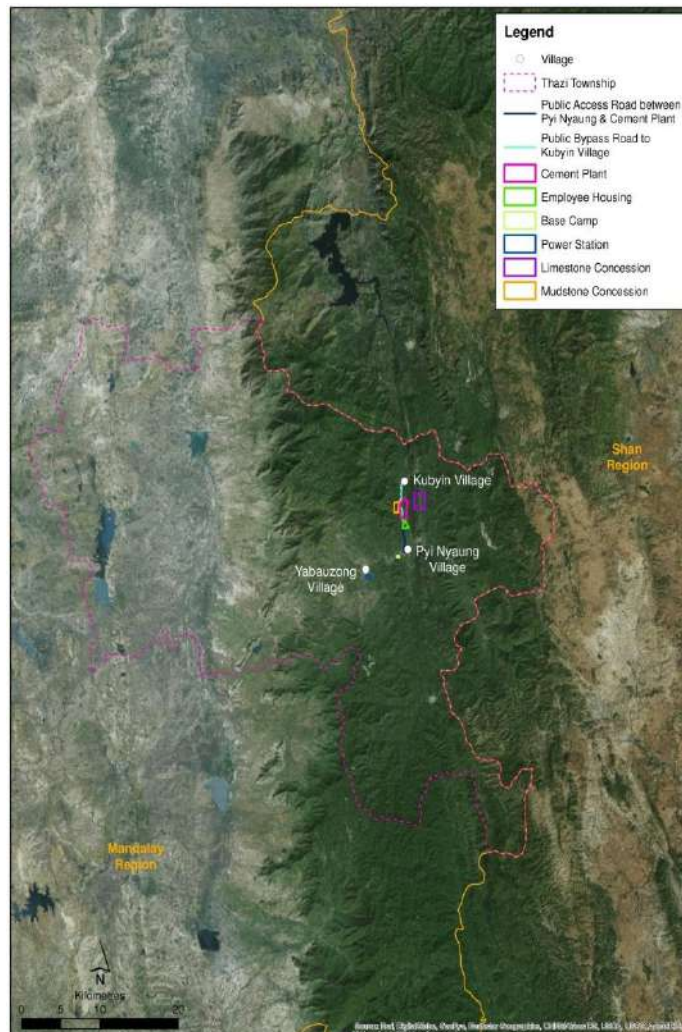 Legend
Village
Thazi Township
Public Access Road between
Pyi Nyaung & Cement Plant
Public Bypass Road to
Kubyin Village
Cement Plant
Employee Housing
Base Camp
Power Station
Limestone Concession
Mudstone Concession
Shan
Region
Kubyin Village
Pyi Nyaung
Village
Yabauzong
Village
Mandalay
Region
N
Kilometres
0 5 10 20